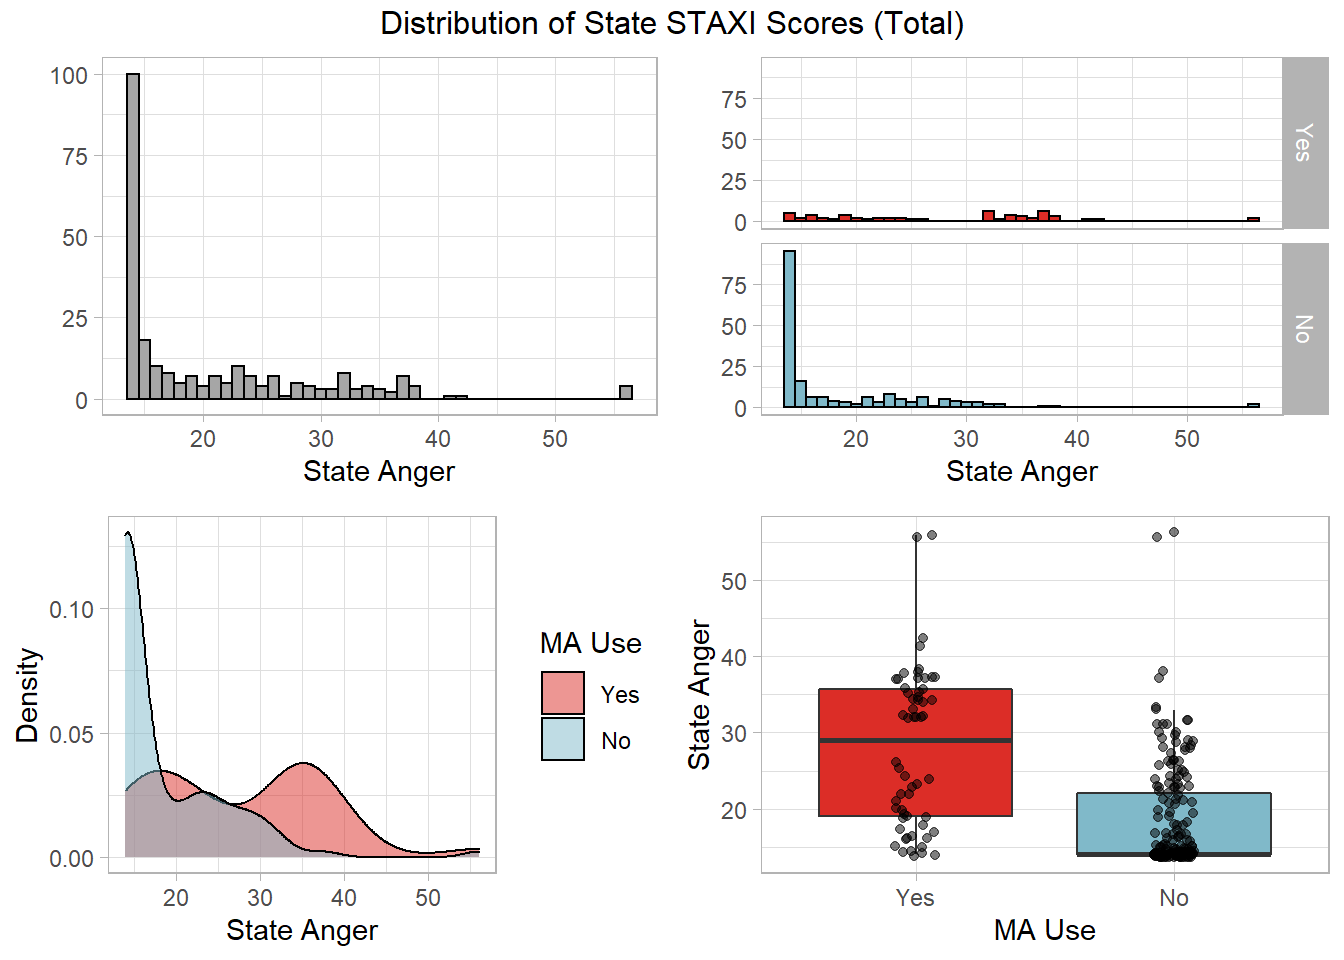 Distribution of State STAXI Scores (Total)
100
75
50
25
0
20 30 40 50
State Anger
75
50
25
0
Yes
75
50
25
0
No
20 30 40 50
State Anger
Density
0.10
0.05
0.00
20 30 40 50
State Anger
MA Use
Yes
No
State Anger
50
40
30
20
Yes No
MA Use